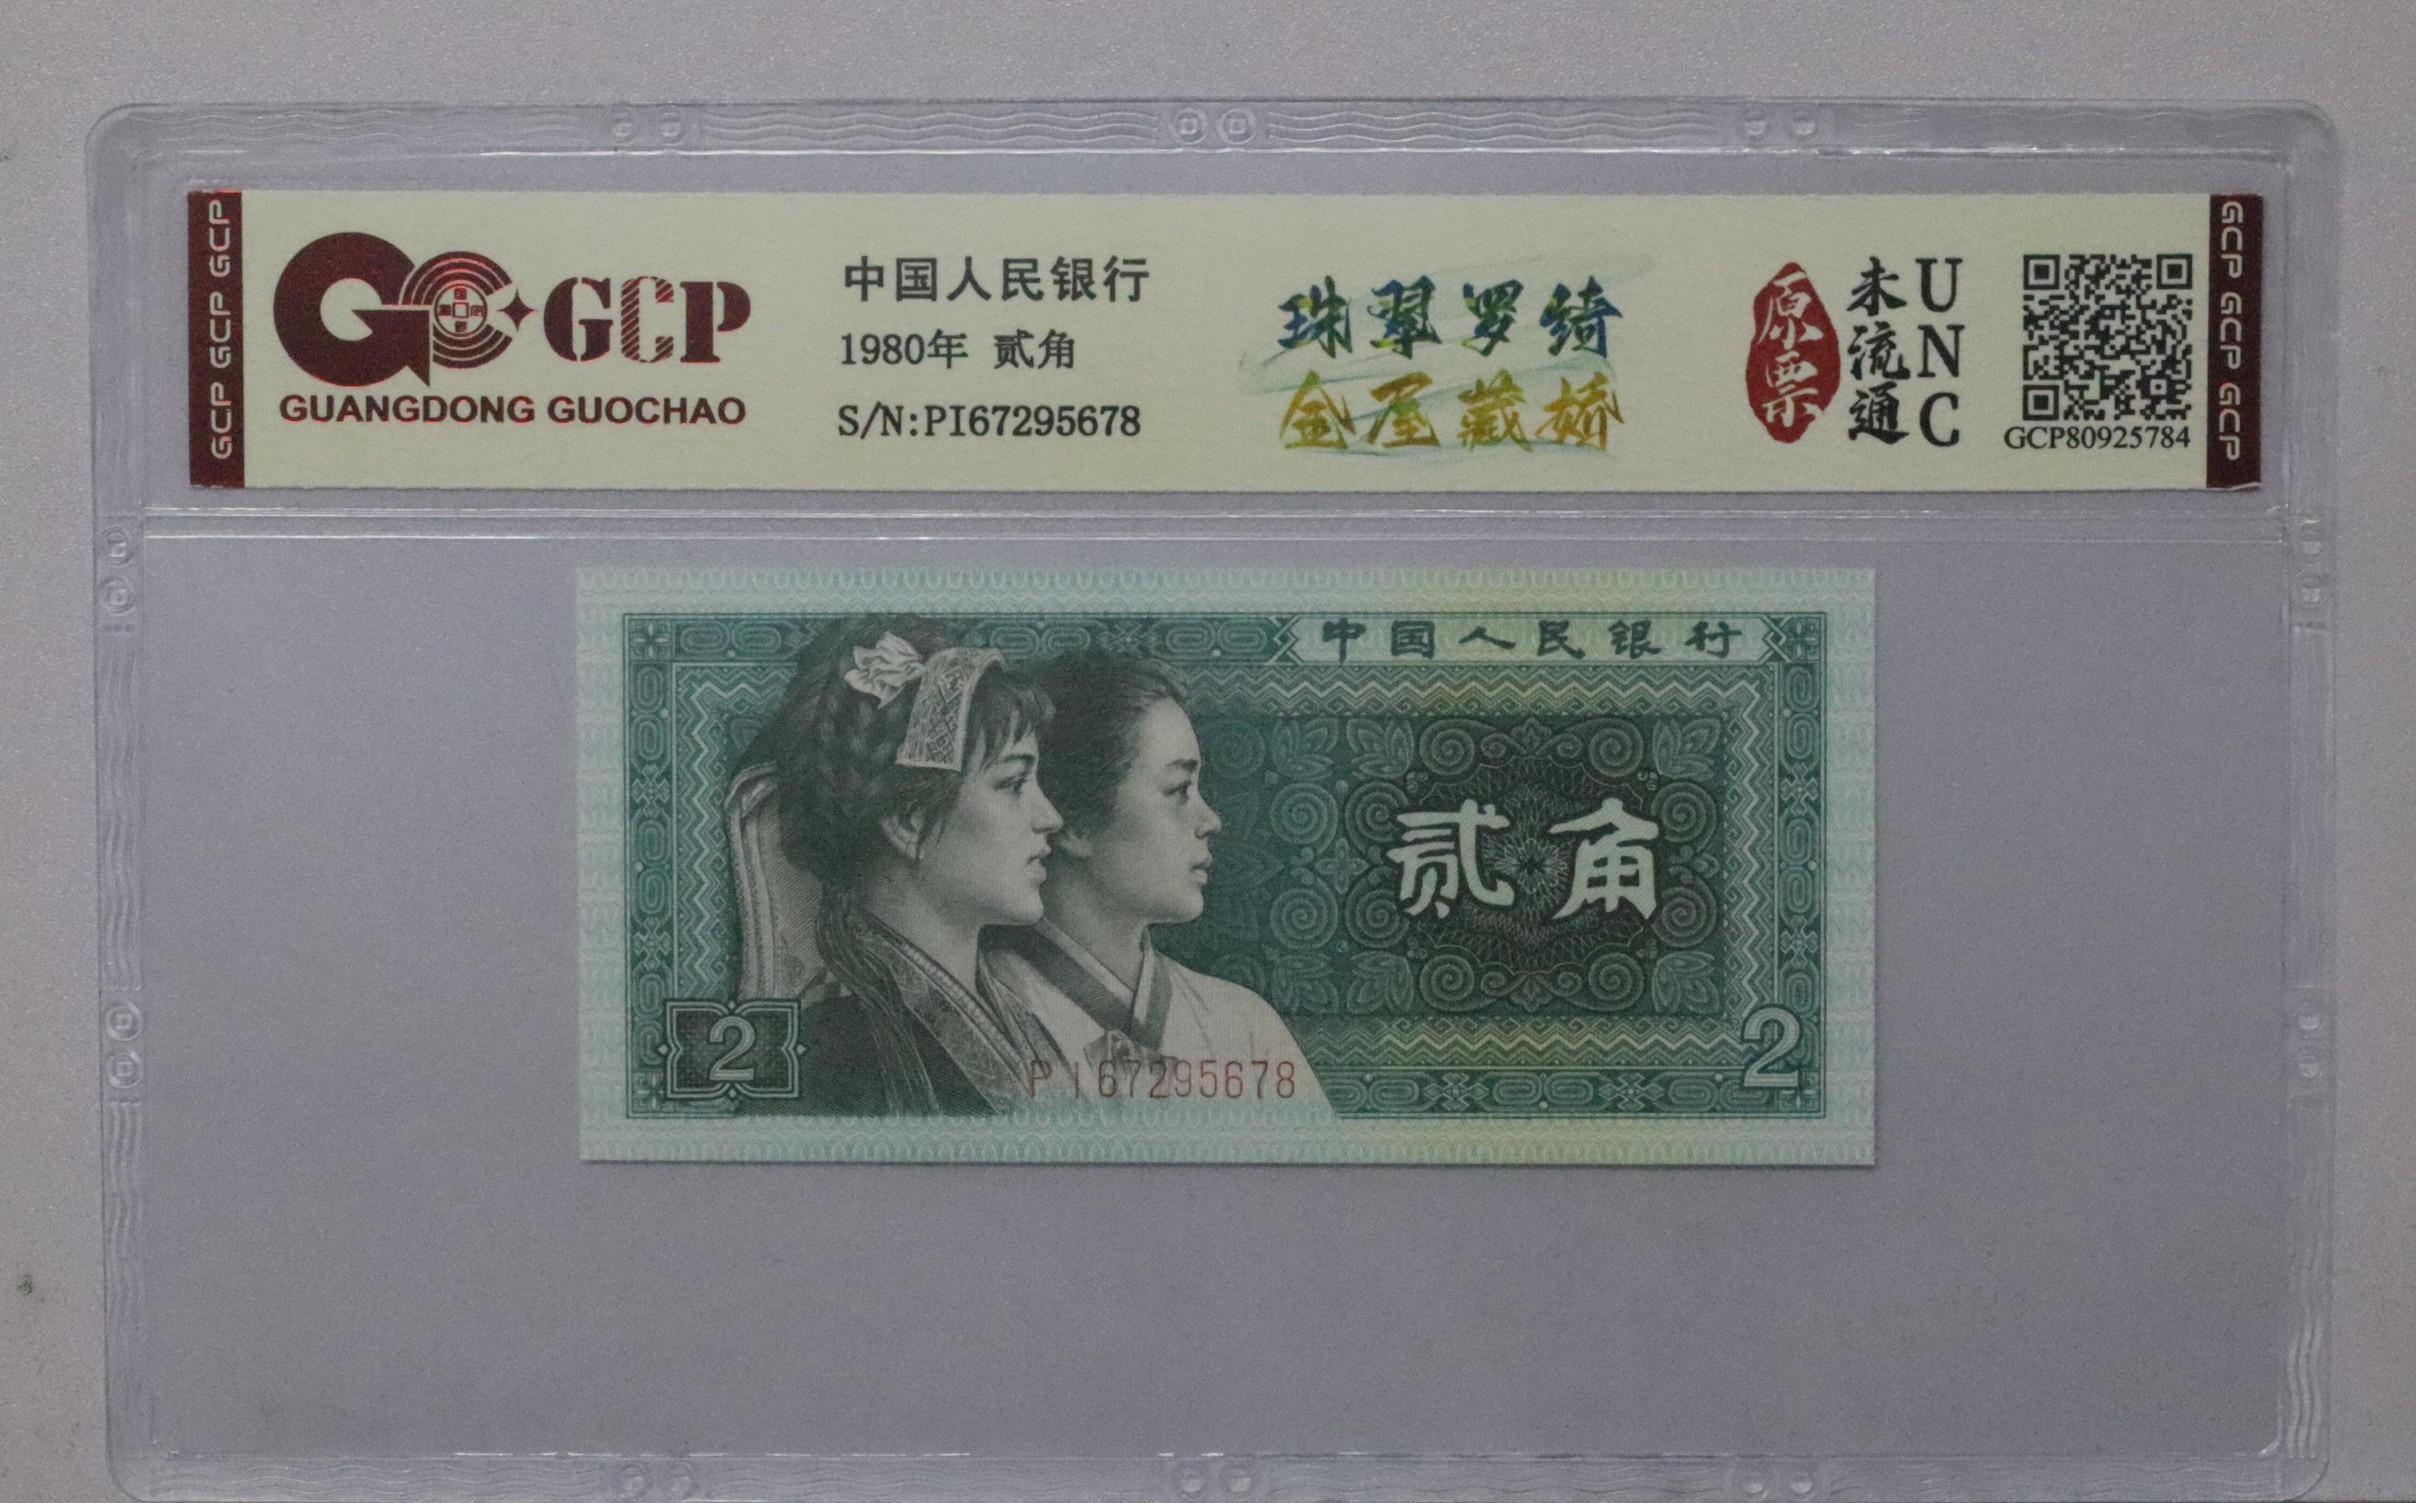 GCP GCP GCP
GCP
GUANGDONG GUOCHAO
中国人民银行
1980年 贰角
S/N:PI67295678
珠翠罗绮
金屋藏娇
原票
未流通
UNC
GCP80925784
GCP GCP GCP
中国人民银行
贰角
2
PI67295678
2